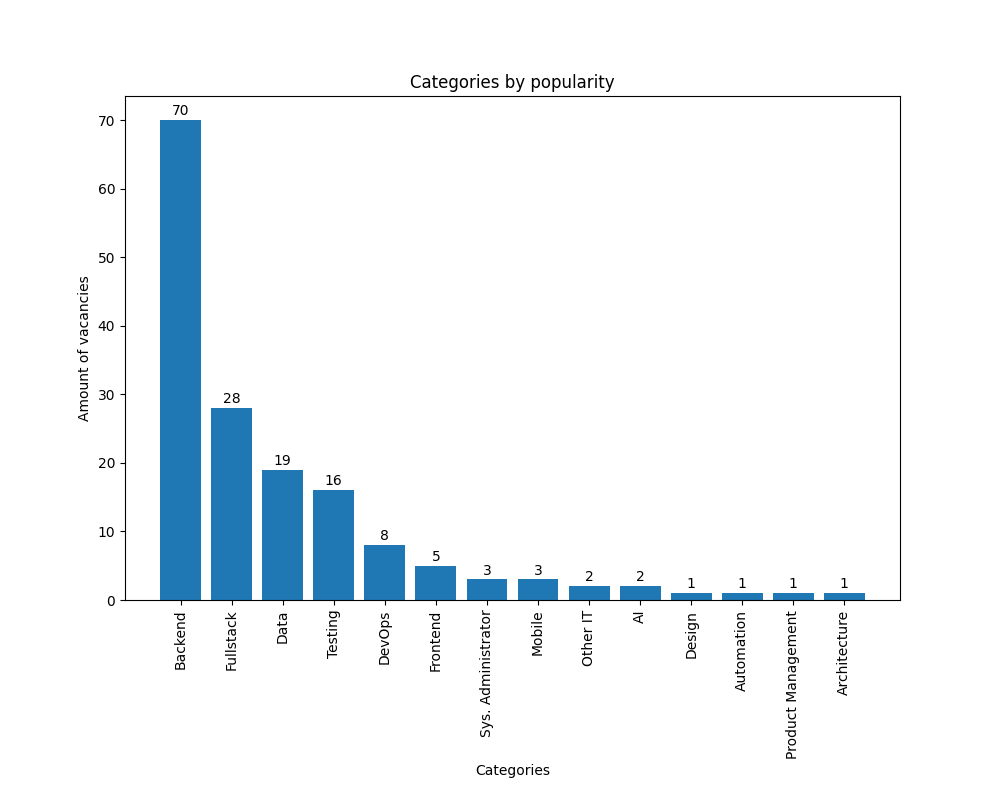 Categories by popularity
Amount of vacancies
70
60
50
40
30
20
10
0
70
28
19
16
8
5
3
3
2
2
1
1
1
1
Backend
Fullstack
Data
Testing
DevOps
Frontend
Sys. Administrator
Mobile
Other IT
AI
Design
Automation
Product Management
Architecture
Categories